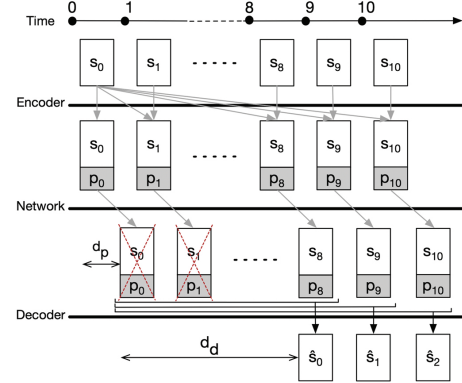 0 1 8 9 10
Time
s0 s1 s8 s9 s10
Encoder
s0 s1 s8 s9 s10
p0 p1 p8 p9 p10
Network
dp s0 s1 s8 s9 s10
p0 p1 p8 p9 p10
Decoder
dd ŝ0 ŝ1 ŝ2